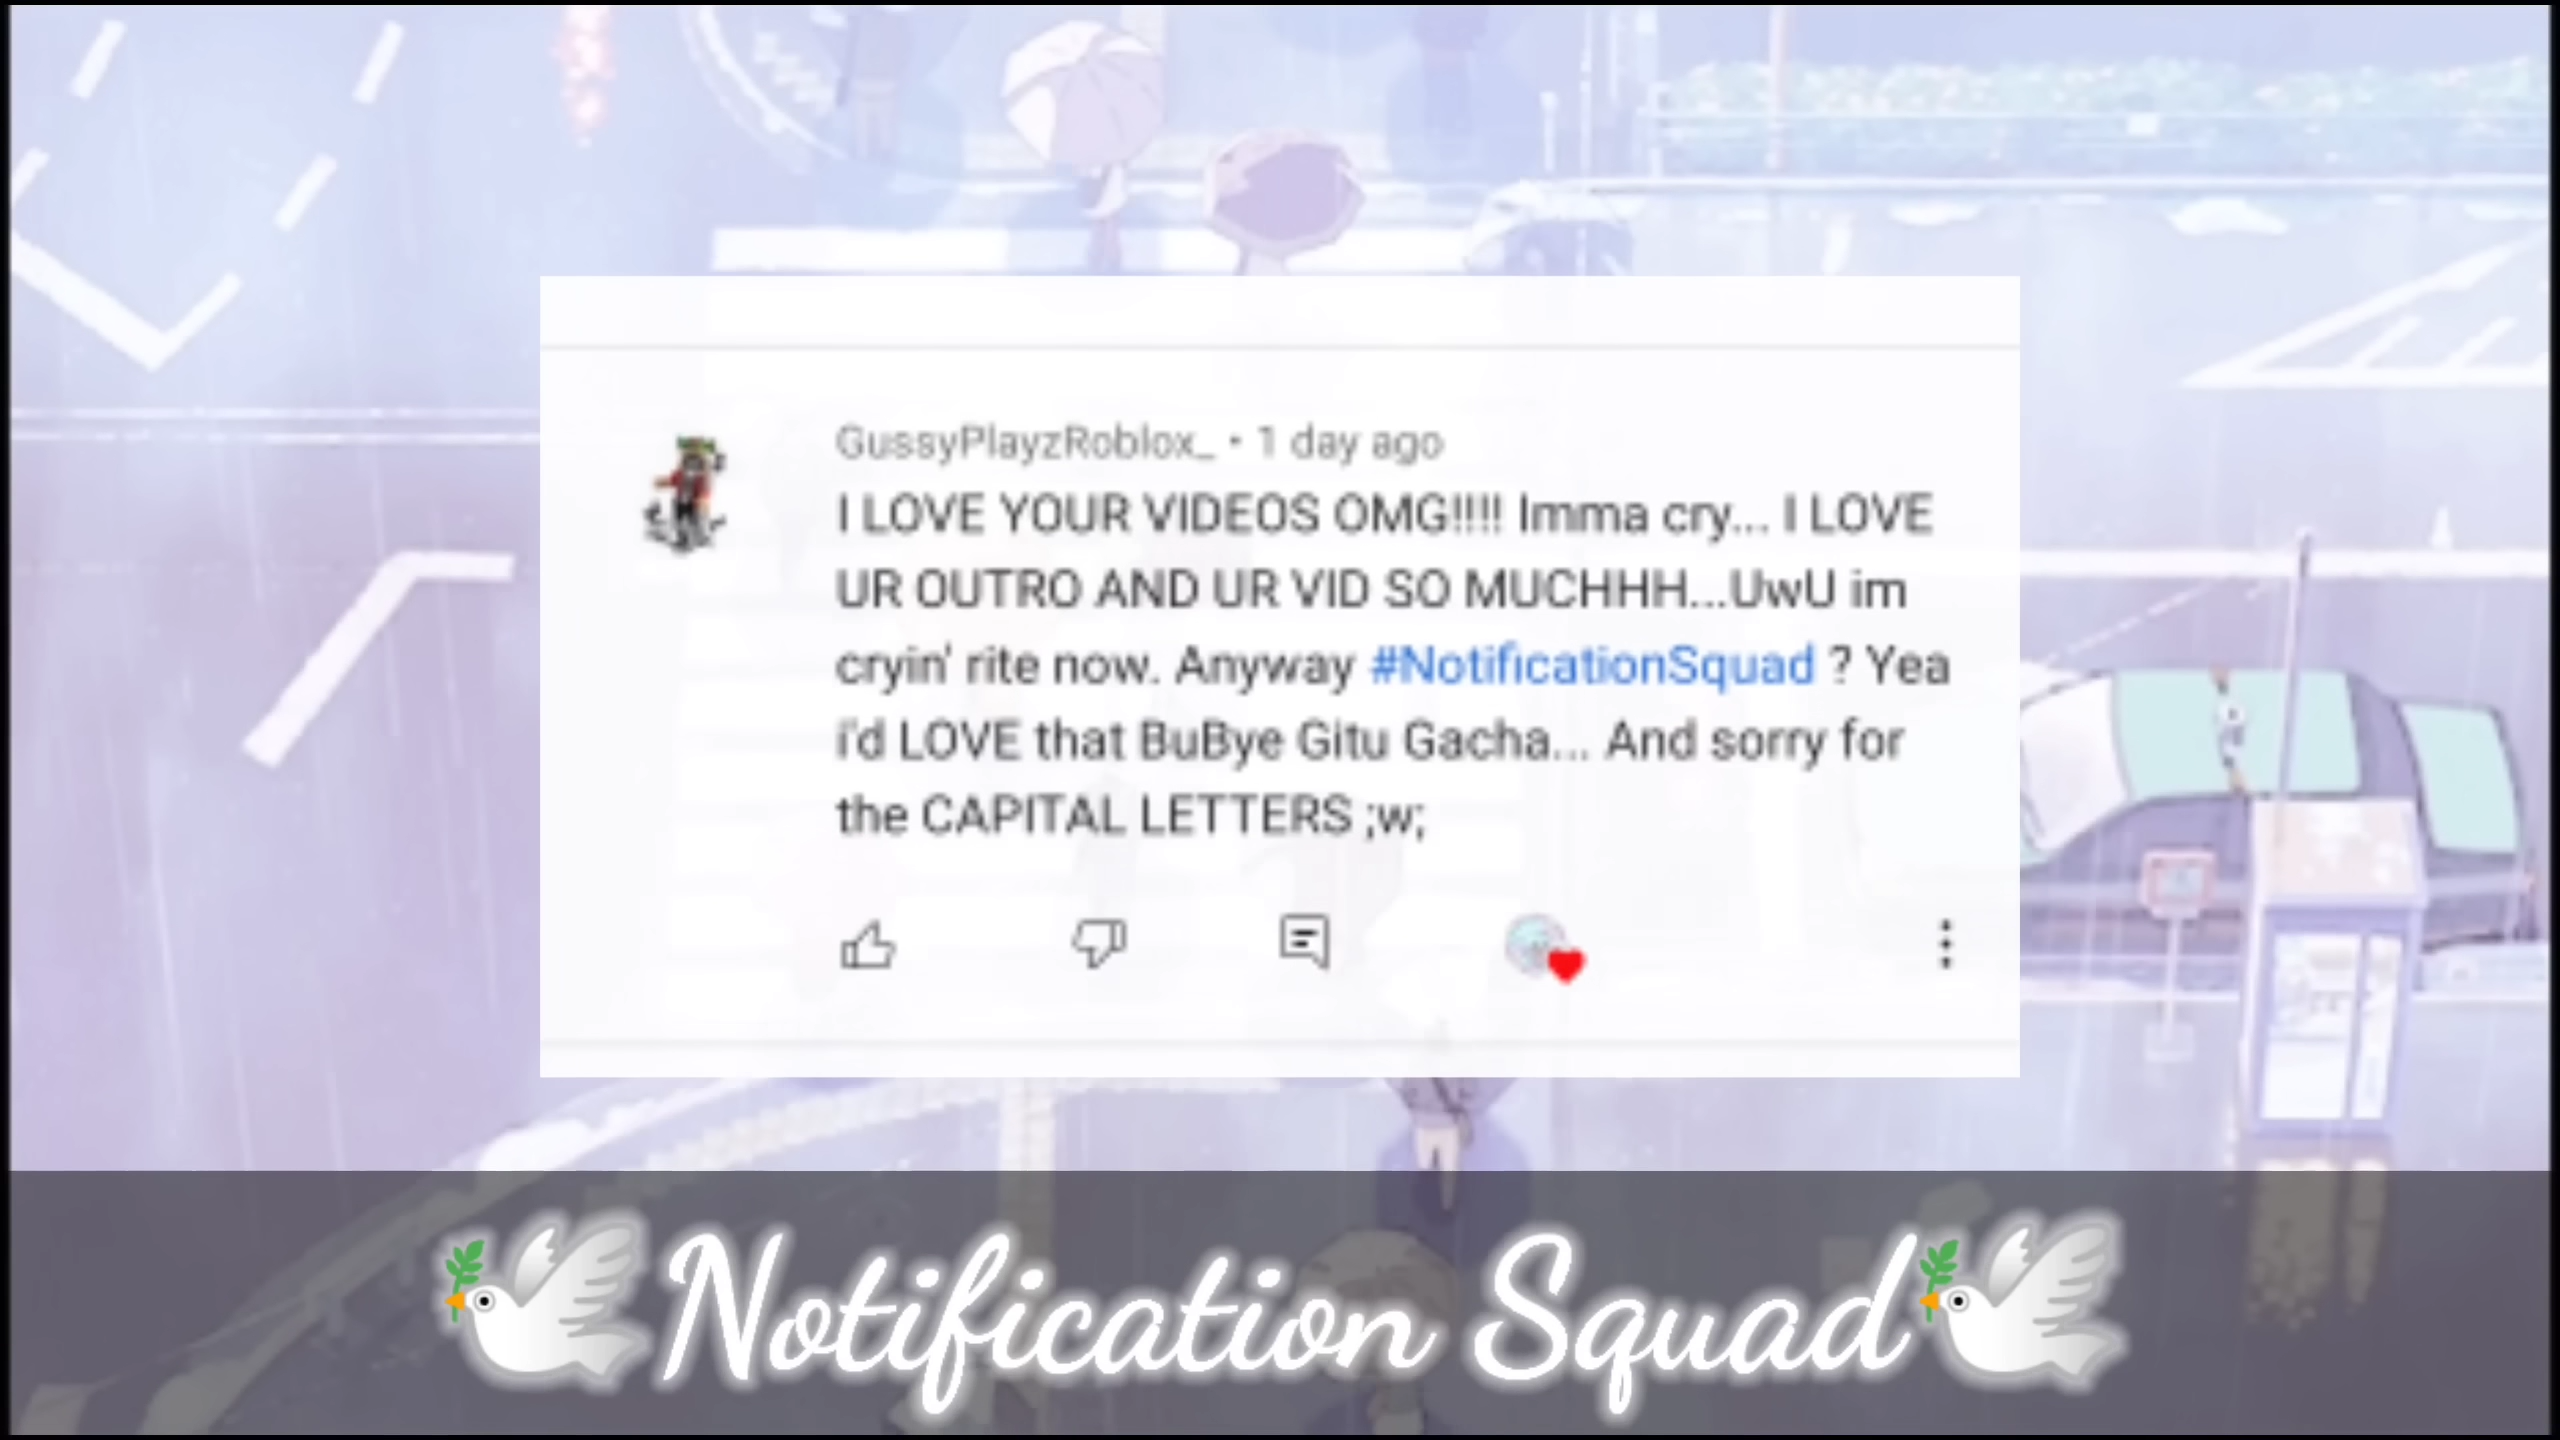 GussyPlayzRoblox_ • 1 day ago
I LOVE YOUR VIDEOS OMG!!!! Imma cry... I LOVE
UR OUTRO AND UR VID SO MUCHHH...UwU im
cryin' rite now. Anyway #NotificationSquad ? Yea
i'd LOVE that BuBye Gitu Gacha... And sorry for
the CAPITAL LETTERS ;w;
🕊Notification Squad🕊